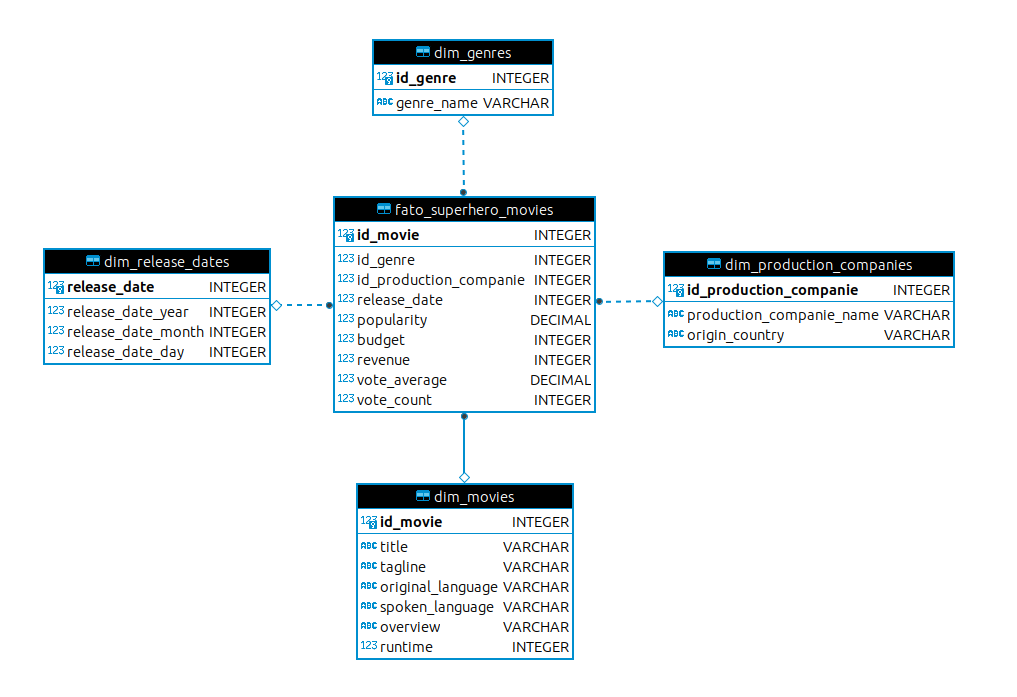 dim_genres
123 id_genre INTEGER
ABC genre_name VARCHAR
fato_superhero_movies
123 id_movie INTEGER
123 id_genre INTEGER
123 id_production_companie INTEGER
123 release_date INTEGER
123 popularity DECIMAL
123 budget INTEGER
123 revenue INTEGER
123 vote_average DECIMAL
123 vote_count INTEGER
dim_release_dates
123 release_date INTEGER
123 release_date_year INTEGER
123 release_date_month INTEGER
123 release_date_day INTEGER
dim_production_companies
123 id_production_companie INTEGER
ABC production_companie_name VARCHAR
ABC origin_country VARCHAR
dim_movies
123 id_movie INTEGER
ABC title VARCHAR
ABC tagline VARCHAR
ABC original_language VARCHAR
ABC spoken_language VARCHAR
ABC overview VARCHAR
123 runtime INTEGER